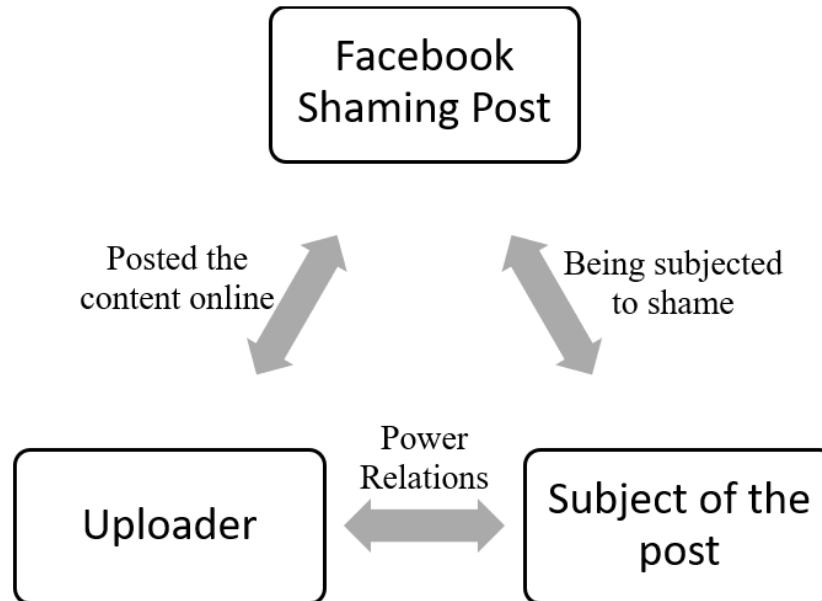 Facebook
Shaming Post
Posted the
content online
Being subjected
to shame
Power
Relations
Uploader
Subject of the
post